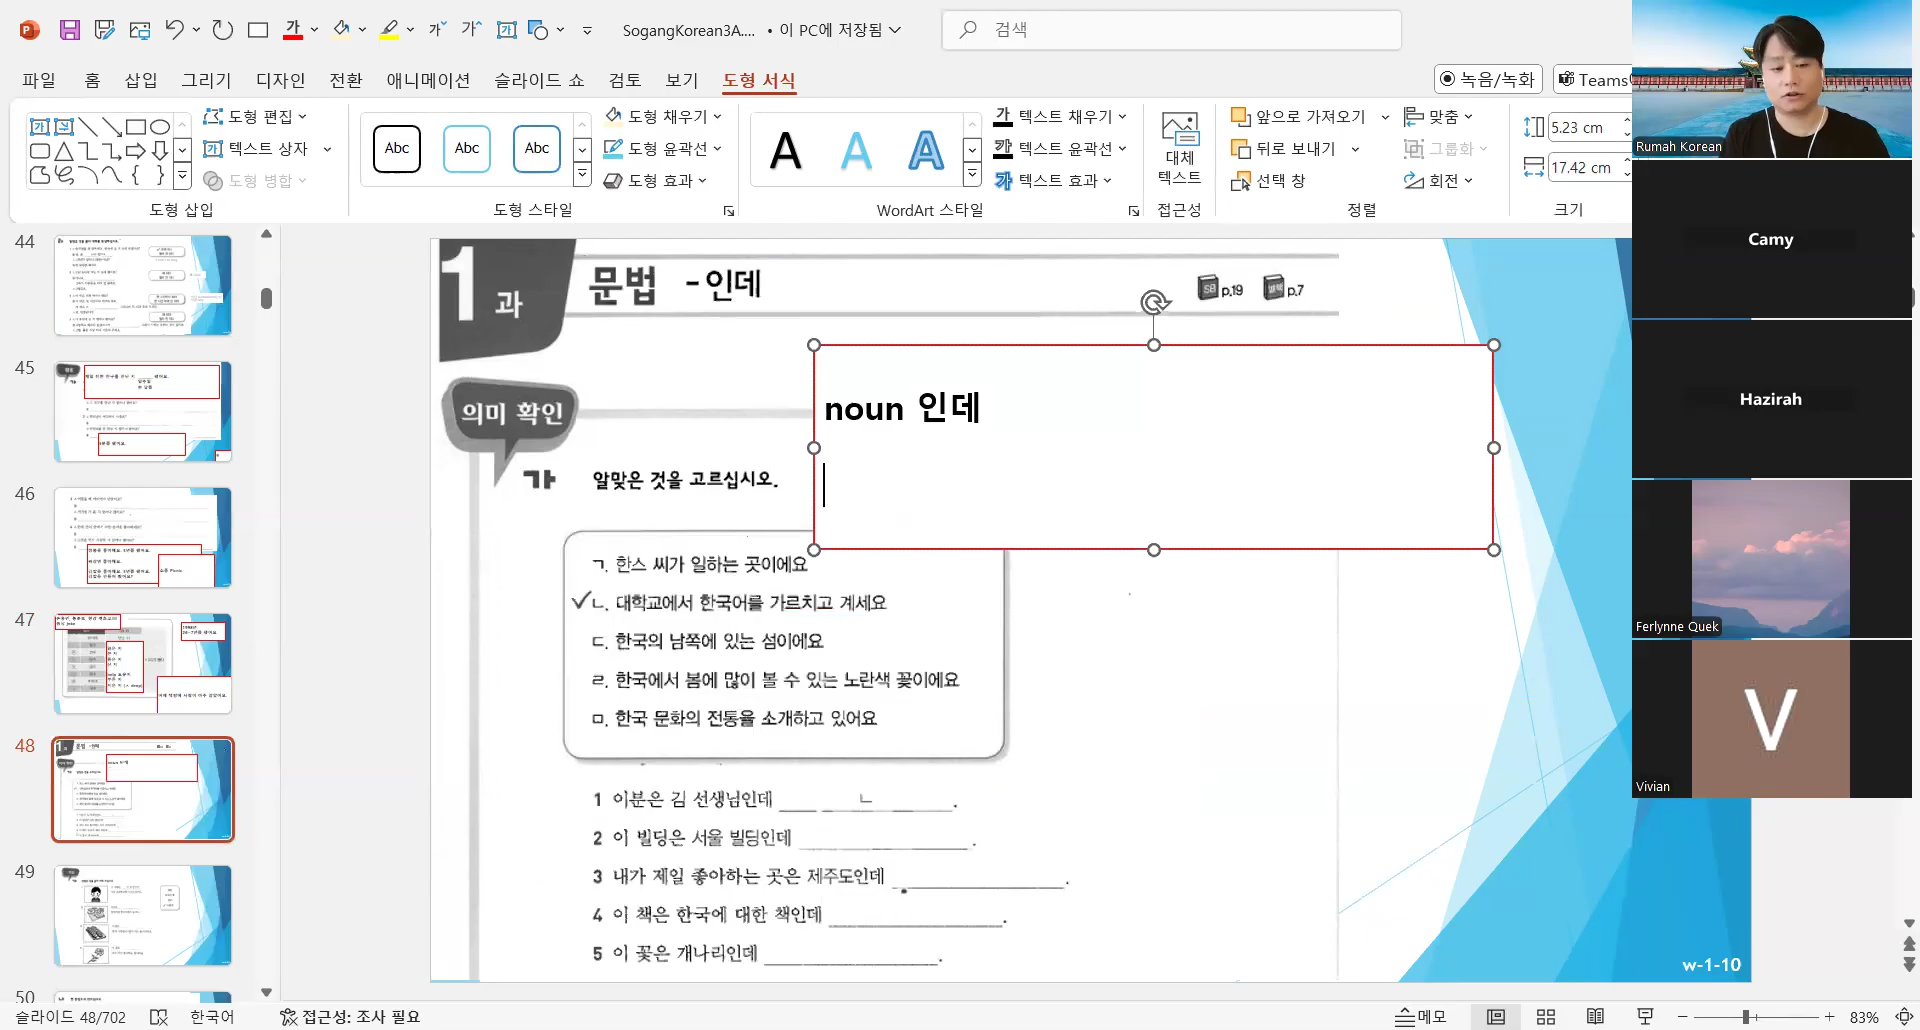 SogangKorean3A.... • 이 PC에 저장됨
검색
파일 홈 삽입 그리기 디자인 전환 애니메이션 슬라이드 쇼 검토 보기 도형 서식
녹음/녹화 Teams
도형 편집
텍스트 상자
도형 병합
도형 삽입
Abc Abc Abc
도형 채우기
도형 윤곽선
도형 효과
도형 스타일
A A A
텍스트 채우기
텍스트 윤곽선
텍스트 효과
WordArt 스타일
대체
텍스트
접근성
앞으로 가져오기
뒤로 보내기
선택 창
맞춤
그룹화
회전
정렬
5.23 cm
17.42 cm
크기
44
45
46
47
48
49
50
1과 문법 -인데
SB p.19 p.7
의미 확인
noun 인데
가 알맞은 것을 고르십시오.
ㄱ. 한스 씨가 일하는 곳이에요
✓ㄴ. 대학교에서 한국어를 가르치고 계세요
ㄷ. 한국의 남쪽에 있는 섬이에요
ㄹ. 한국에서 봄에 많이 볼 수 있는 노란색 꽃이에요
ㅁ. 한국 문화의 전통을 소개하고 있어요
1 이분은 김 선생님인데 ____ㄴ____.
2 이 빌딩은 서울 빌딩인데 ________.
3 내가 제일 좋아하는 곳은 제주도인데 ________.
4 이 책은 한국에 대한 책인데 ________.
5 이 꽃은 개나리인데 ________.
w-1-10
Rumah Korean
Camy
Hazirah
Ferlynne Quek
V
Vivian
슬라이드 48/702 한국어 접근성: 조사 필요 메모 83%